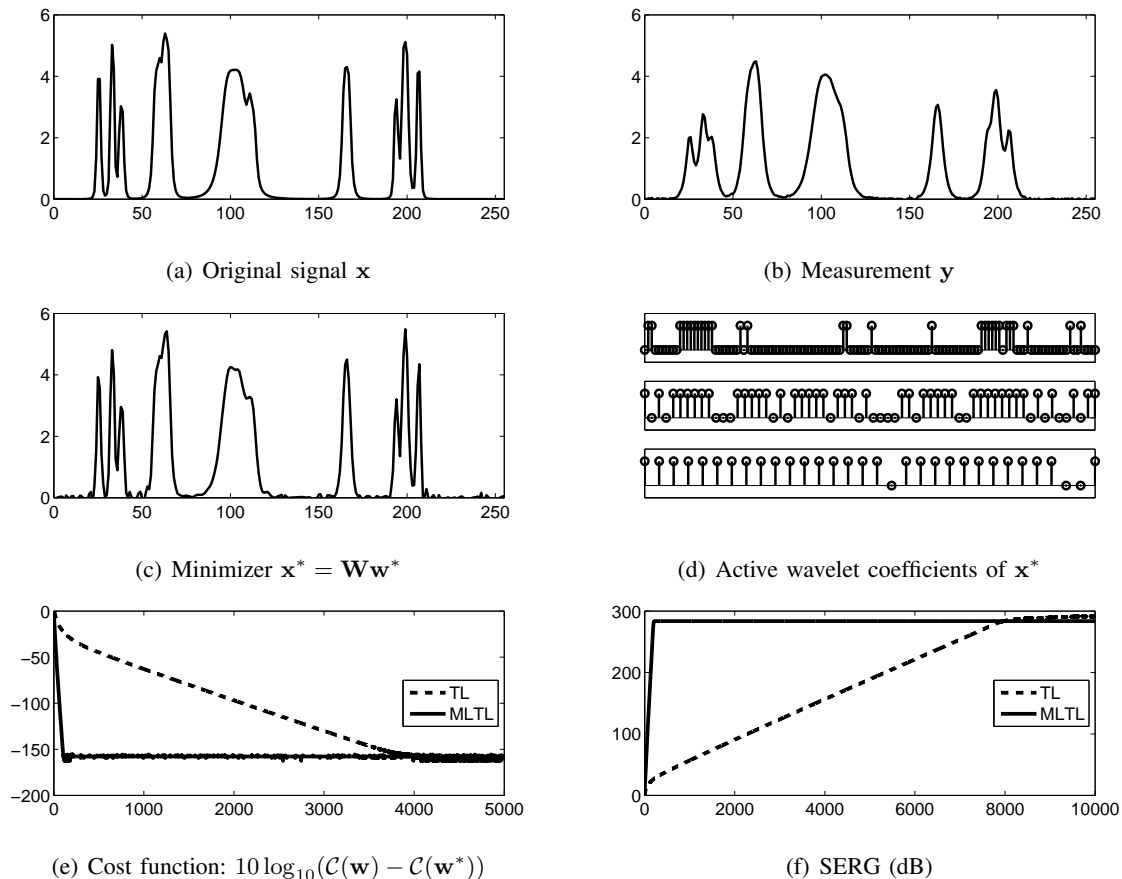 6
4
2
0
0 50 100 150 200 250
(a) Original signal x
6
4
2
0
0 50 100 150 200 250
(b) Measurement y
6
4
2
0
0 50 100 150 200 250
(c) Minimizer x* = Ww*
(d) Active wavelet coefficients of x*
0
−50
−100
−150
−200
0 1000 2000 3000 4000 5000
TL
MLTL
(e) Cost function: 10 log₁₀(C(w) − C(w*))
300
200
100
0
0 2000 4000 6000 8000 10000
TL
MLTL
(f) SERG (dB)